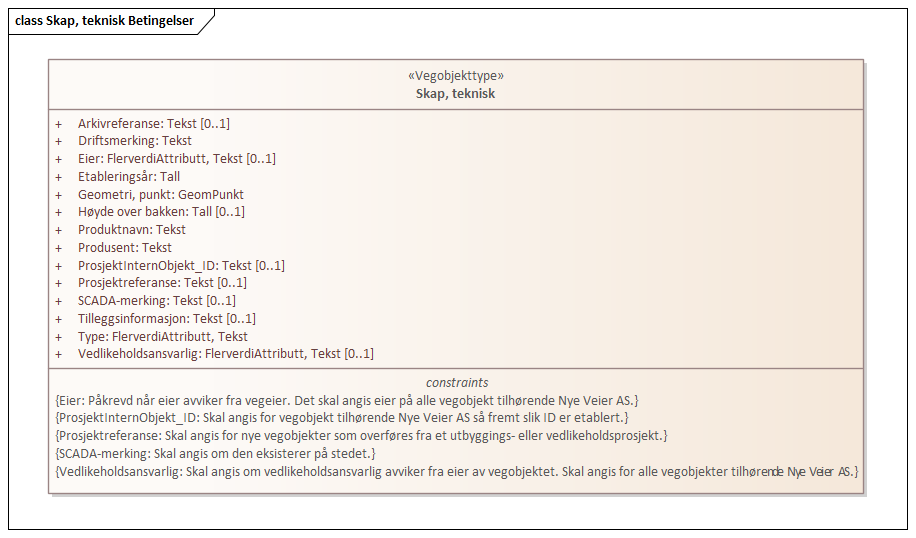 class Skap, teknisk Betingelser
«Vegobjekttype»
Skap, teknisk
+ Arkivreferanse: Tekst [0..1]
+ Driftsmerking: Tekst
+ Eier: FlerverdiAttributt, Tekst [0..1]
+ Etableringsår: Tall
+ Geometri, punkt: GeomPunkt
+ Høyde over bakken: Tall [0..1]
+ Produktnavn: Tekst
+ Produsent: Tekst
+ ProsjektInternObjekt_ID: Tekst [0..1]
+ Prosjektreferanse: Tekst [0..1]
+ SCADA-merking: Tekst [0..1]
+ Tilleggsinformasjon: Tekst [0..1]
+ Type: FlerverdiAttributt, Tekst
+ Vedlikeholdsansvarlig: FlerverdiAttributt, Tekst [0..1]
constraints
{Eier: Påkrevd når eier avviker fra vegeier. Det skal angis eier på alle vegobjekt tilhørende Nye Veier AS.}
{ProsjektInternObjekt_ID: Skal angis for vegobjekt tilhørende Nye Veier AS så fremt slik ID er etablert.}
{Prosjektreferanse: Skal angis for nye vegobjekter som overføres fra et utbyggings- eller vedlikeholdsprosjekt.}
{SCADA-merking: Skal angis om den eksisterer på stedet.}
{Vedlikeholdsansvarlig: Skal angis om vedlikeholdsansvarlig avviker fra eier av vegobjektet. Skal angis for alle vegobjekter tilhørende Nye Veier AS.}